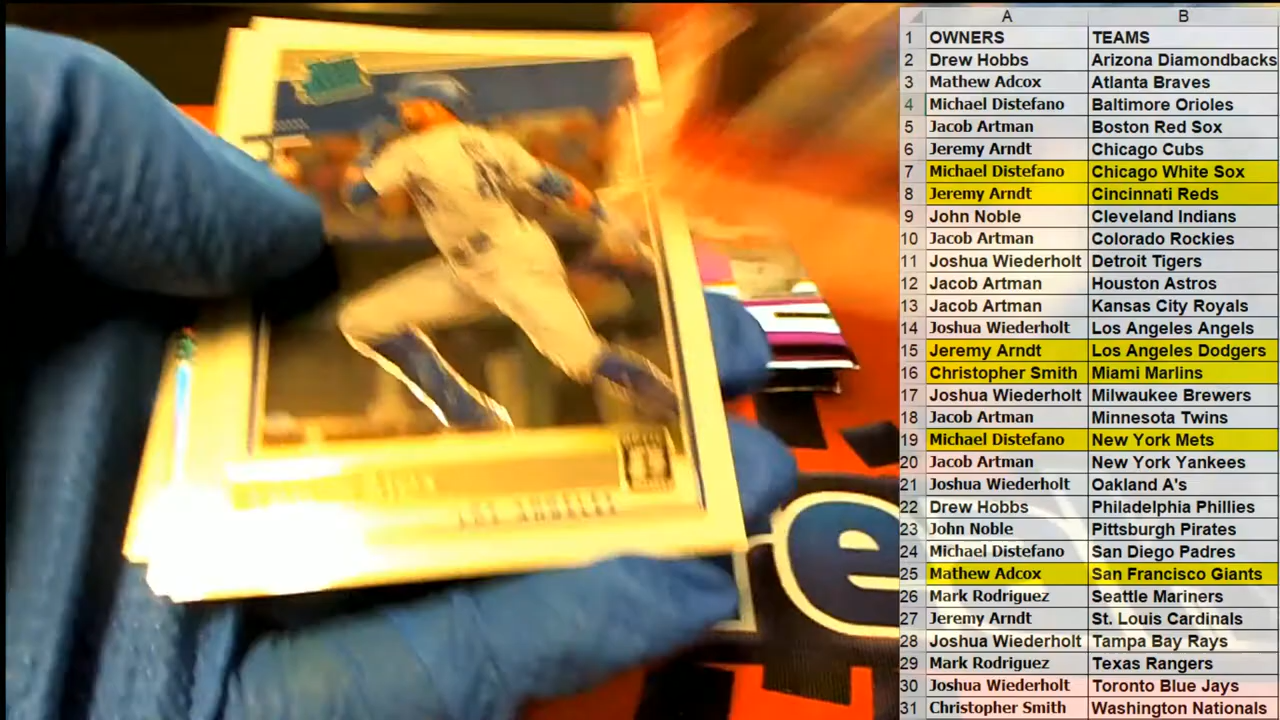 A B
1 OWNERS TEAMS
2 Drew Hobbs Arizona Diamondbacks
3 Mathew Adcox Atlanta Braves
4 Michael Distefano Baltimore Orioles
5 Jacob Artman Boston Red Sox
6 Jeremy Arndt Chicago Cubs
7 Michael Distefano Chicago White Sox
8 Jeremy Arndt Cincinnati Reds
9 John Noble Cleveland Indians
10 Jacob Artman Colorado Rockies
11 Joshua Wiederholt Detroit Tigers
12 Jacob Artman Houston Astros
13 Jacob Artman Kansas City Royals
14 Joshua Wiederholt Los Angeles Angels
15 Jeremy Arndt Los Angeles Dodgers
16 Christopher Smith Miami Marlins
17 Joshua Wiederholt Milwaukee Brewers
18 Jacob Artman Minnesota Twins
19 Michael Distefano New York Mets
20 Jacob Artman New York Yankees
21 Joshua Wiederholt Oakland A's
22 Drew Hobbs Philadelphia Phillies
23 John Noble Pittsburgh Pirates
24 Michael Distefano San Diego Padres
25 Mathew Adcox San Francisco Giants
26 Mark Rodriguez Seattle Mariners
27 Jeremy Arndt St. Louis Cardinals
28 Joshua Wiederholt Tampa Bay Rays
29 Mark Rodriguez Texas Rangers
30 Joshua Wiederholt Toronto Blue Jays
31 Christopher Smith Washington Nationals
LOS ANGELES